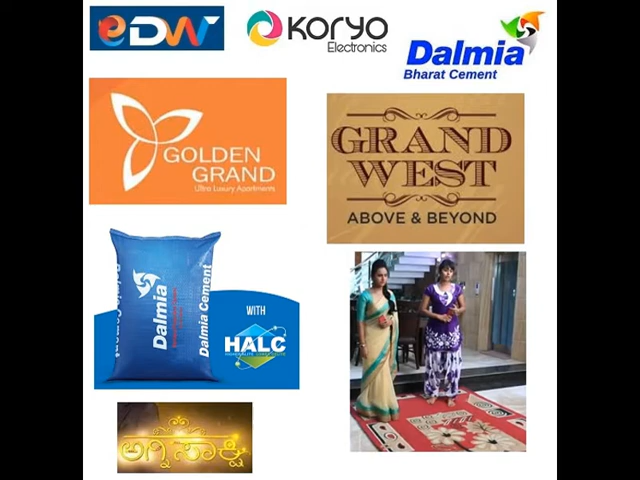 eDW
KORYO
Electronics
Dalmia
Bharat Cement
GOLDEN
GRAND
Ultra Luxury Apartments
GRAND
WEST
ABOVE & BEYOND
Dalmia
Dalmia Cement
WITH
HALC
ಅಗ್ನಿಸಾಕ್ಷಿ